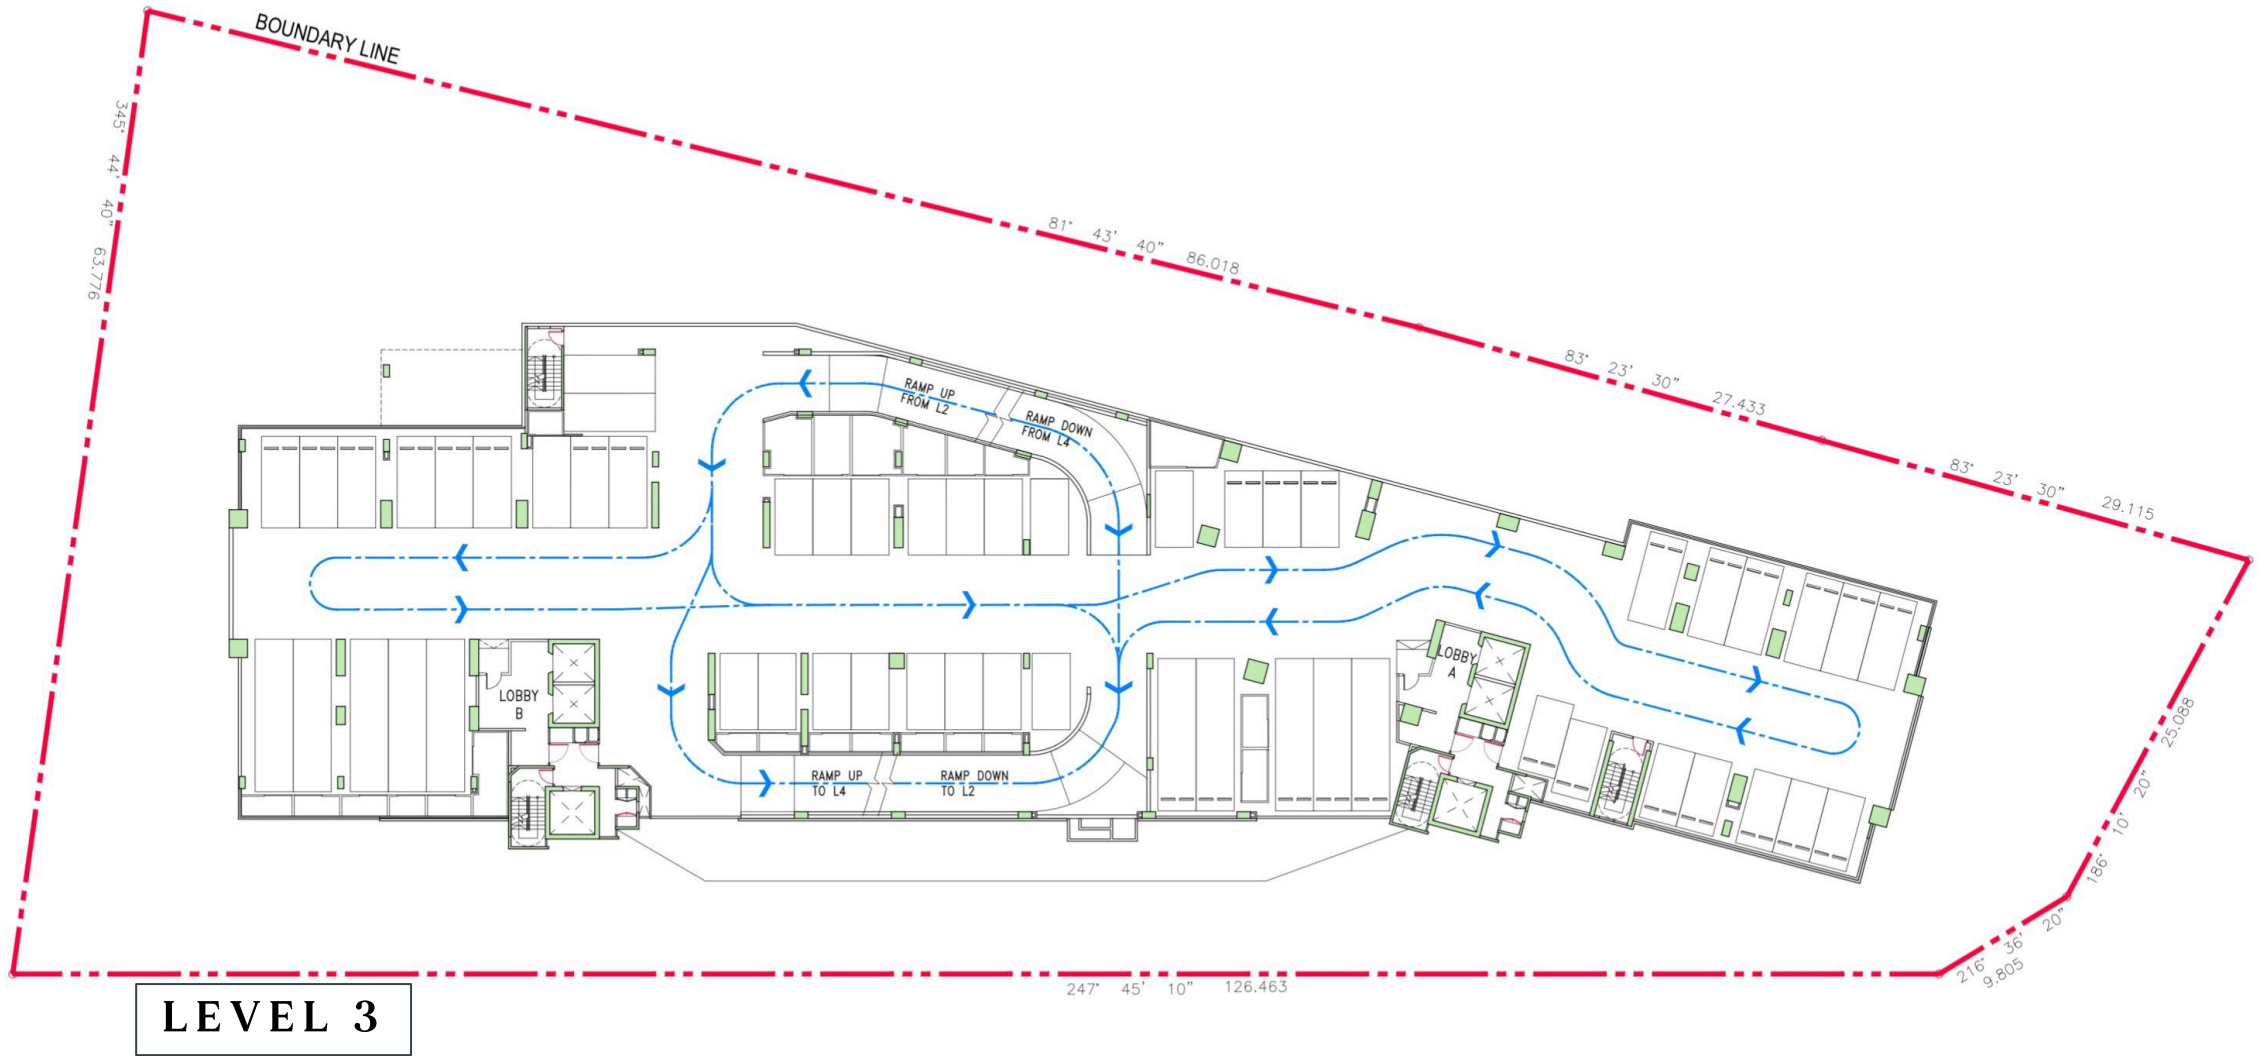 BOUNDARY LINE
345° 44' 40" 63.776
81° 43' 40" 86.018
83° 23' 30" 27.433
83° 23' 30" 29.115
RAMP UP
FROM L2
RAMP DOWN
FROM L4
LOBBY
B
LOBBY
A
RAMP UP
TO L4
RAMP DOWN
TO L2
186° 10' 20" 25.088
216° 36' 20"
9.805
247° 45' 10" 126.463
LEVEL 3